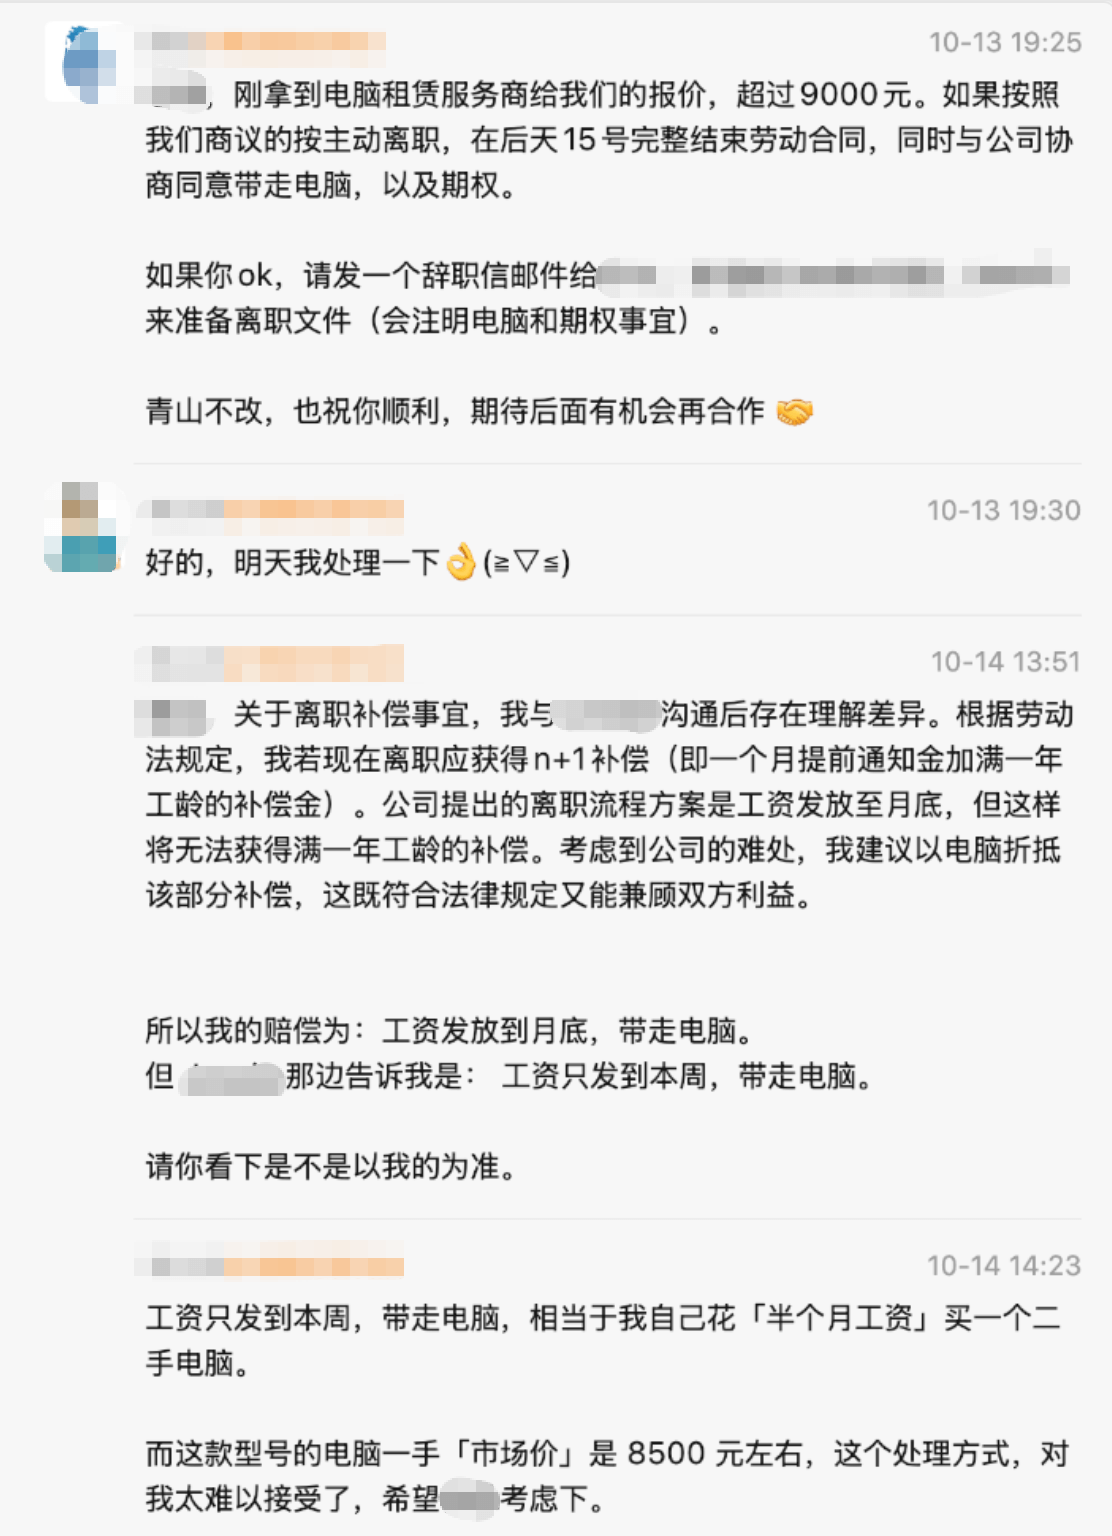 10-13 19:25
，刚拿到电脑租赁服务商给我们的报价，超过9000元。如果按照
我们商议的按主动离职，在后天15号完整结束劳动合同，同时与公司协
商同意带走电脑，以及期权。
如果你ok，请发一个辞职信邮件给
来准备离职文件（会注明电脑和期权事宜）。
青山不改，也祝你顺利，期待后面有机会再合作 🤝
10-13 19:30
好的，明天我处理一下👌(≧▽≦)
10-14 13:51
关于离职补偿事宜，我与 沟通后存在理解差异。根据劳动
法规定，我若现在离职应获得n+1补偿（即一个月提前通知金加满一年
工龄的补偿金）。公司提出的离职流程方案是工资发放至月底，但这样
将无法获得满一年工龄的补偿。考虑到公司的难处，我建议以电脑折抵
该部分补偿，这既符合法律规定又能兼顾双方利益。
所以我的赔偿为：工资发放到月底，带走电脑。
但 那边告诉我是： 工资只发到本周，带走电脑。
请你看下是不是以我的为准。
10-14 14:23
工资只发到本周，带走电脑，相当于我自己花「半个月工资」买一个二
手电脑。
而这款型号的电脑一手「市场价」是 8500 元左右，这个处理方式，对
我太难以接受了，希望 考虑下。